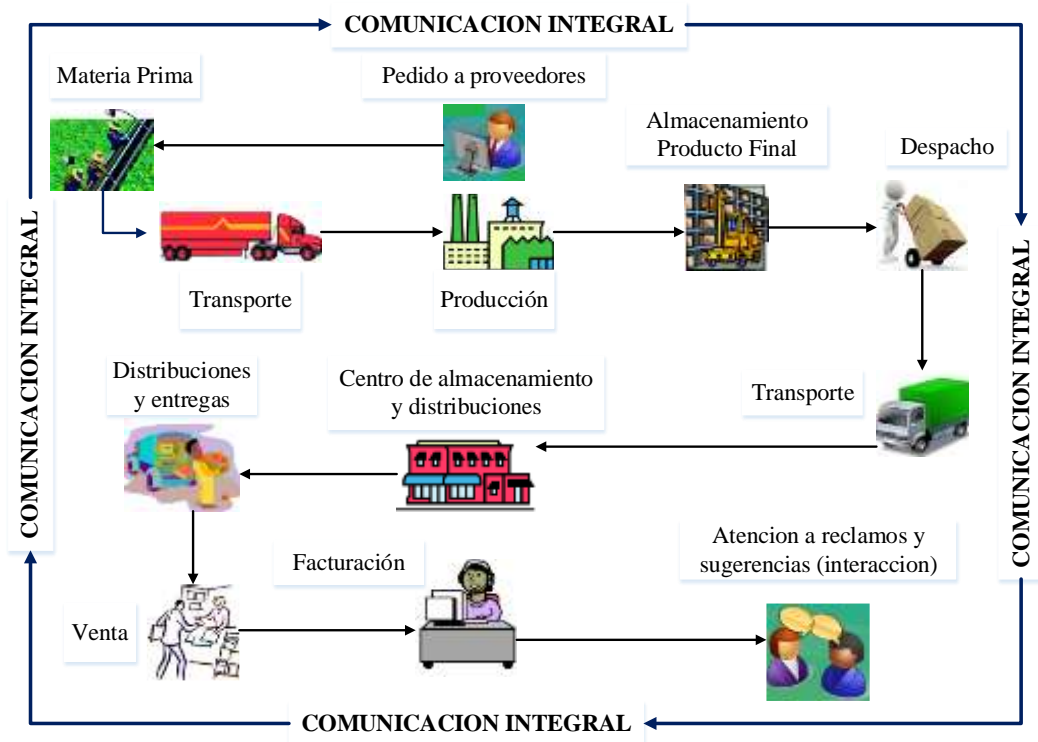 COMUNICACION INTEGRAL
Materia Prima
Pedido a proveedores
Almacenamiento
Producto Final
Despacho
COMUNICACION INTEGRAL
COMUNICACION INTEGRAL
Transporte
Producción
Distribuciones
y entregas
Centro de almacenamiento
y distribuciones
Transporte
Facturación
Atencion a reclamos y
sugerencias (interaccion)
Venta
COMUNICACION INTEGRAL